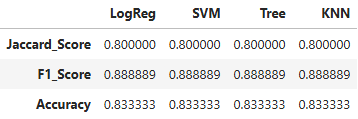 LogReg SVM Tree KNN
Jaccard_Score 0.800000 0.800000 0.800000 0.800000
F1_Score 0.888889 0.888889 0.888889 0.888889
Accuracy 0.833333 0.833333 0.833333 0.833333